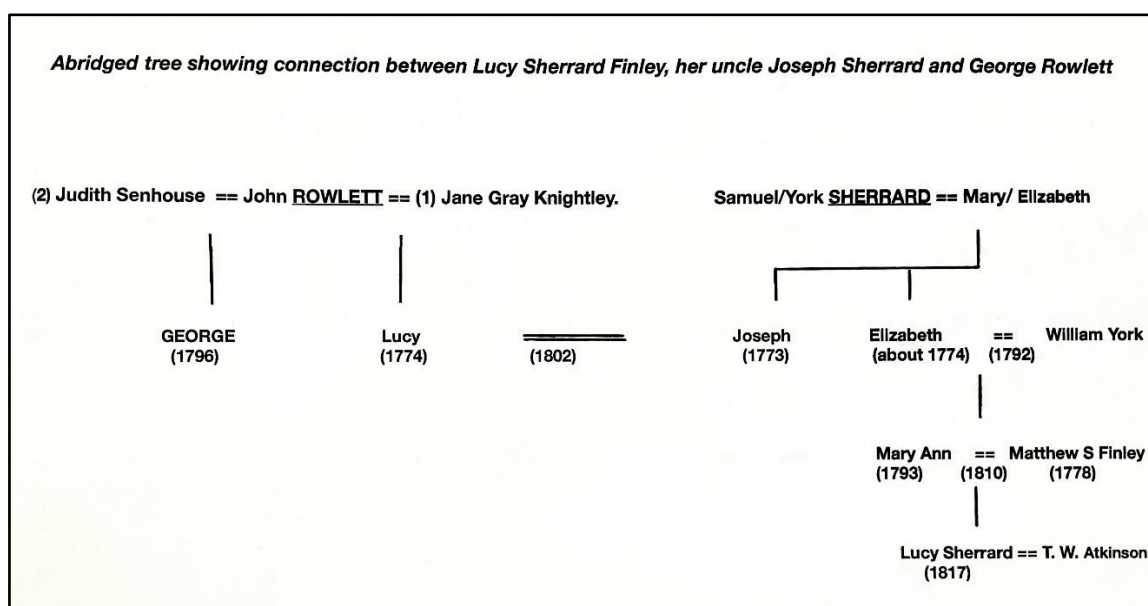 Abridged tree showing connection between Lucy Sherrard Finley, her uncle Joseph Sherrard and George Rowlett
(2) Judith Senhouse == John ROWLETT == (1) Jane Gray Knightley.
Samuel/York SHERRARD == Mary/ Elizabeth
GEORGE
(1796)
Lucy
(1774)
(1802)
Joseph
(1773)
Elizabeth == William York
(about 1774) (1792)
Mary Ann == Matthew S Finley
(1793) (1810) (1778)
Lucy Sherrard == T. W. Atkinson
(1817)